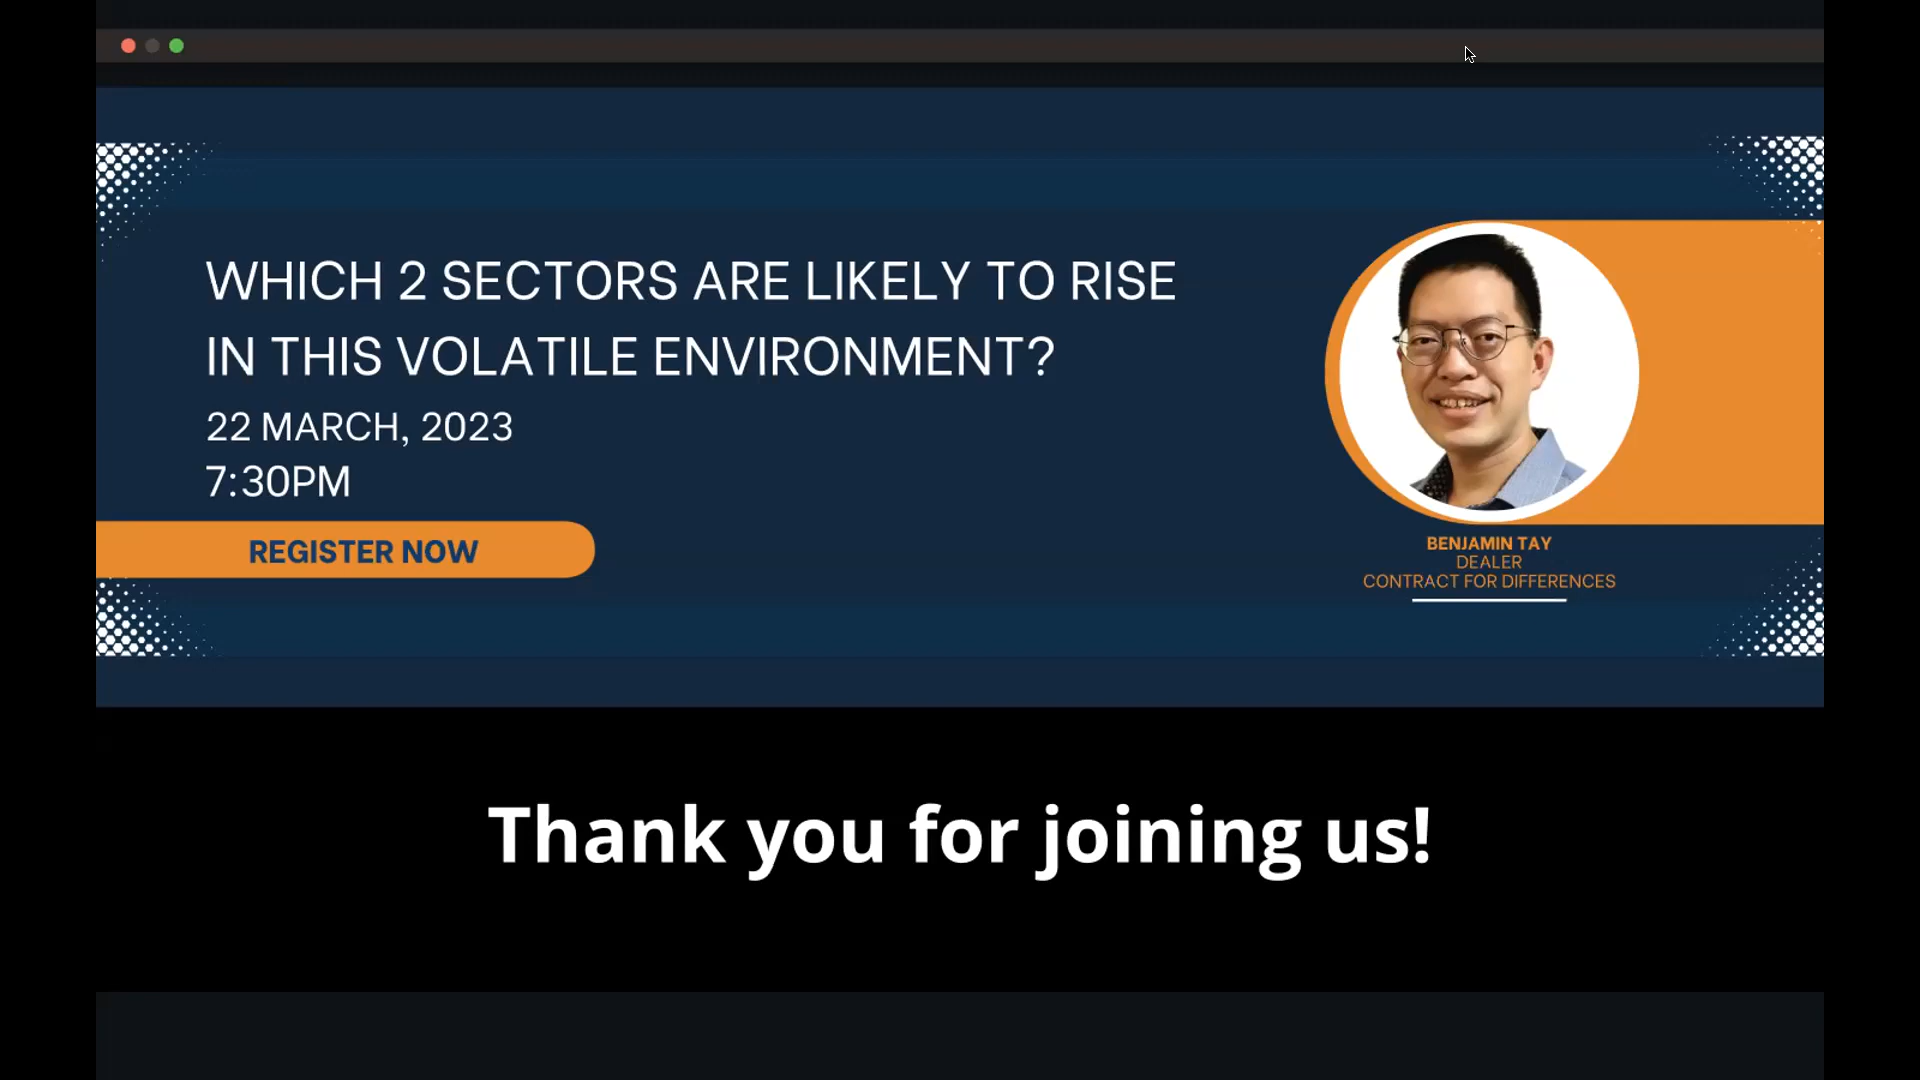 WHICH 2 SECTORS ARE LIKELY TO RISE
IN THIS VOLATILE ENVIRONMENT?
22 MARCH, 2023
7:30PM
REGISTER NOW
BENJAMIN TAY
DEALER
CONTRACT FOR DIFFERENCES
Thank you for joining us!